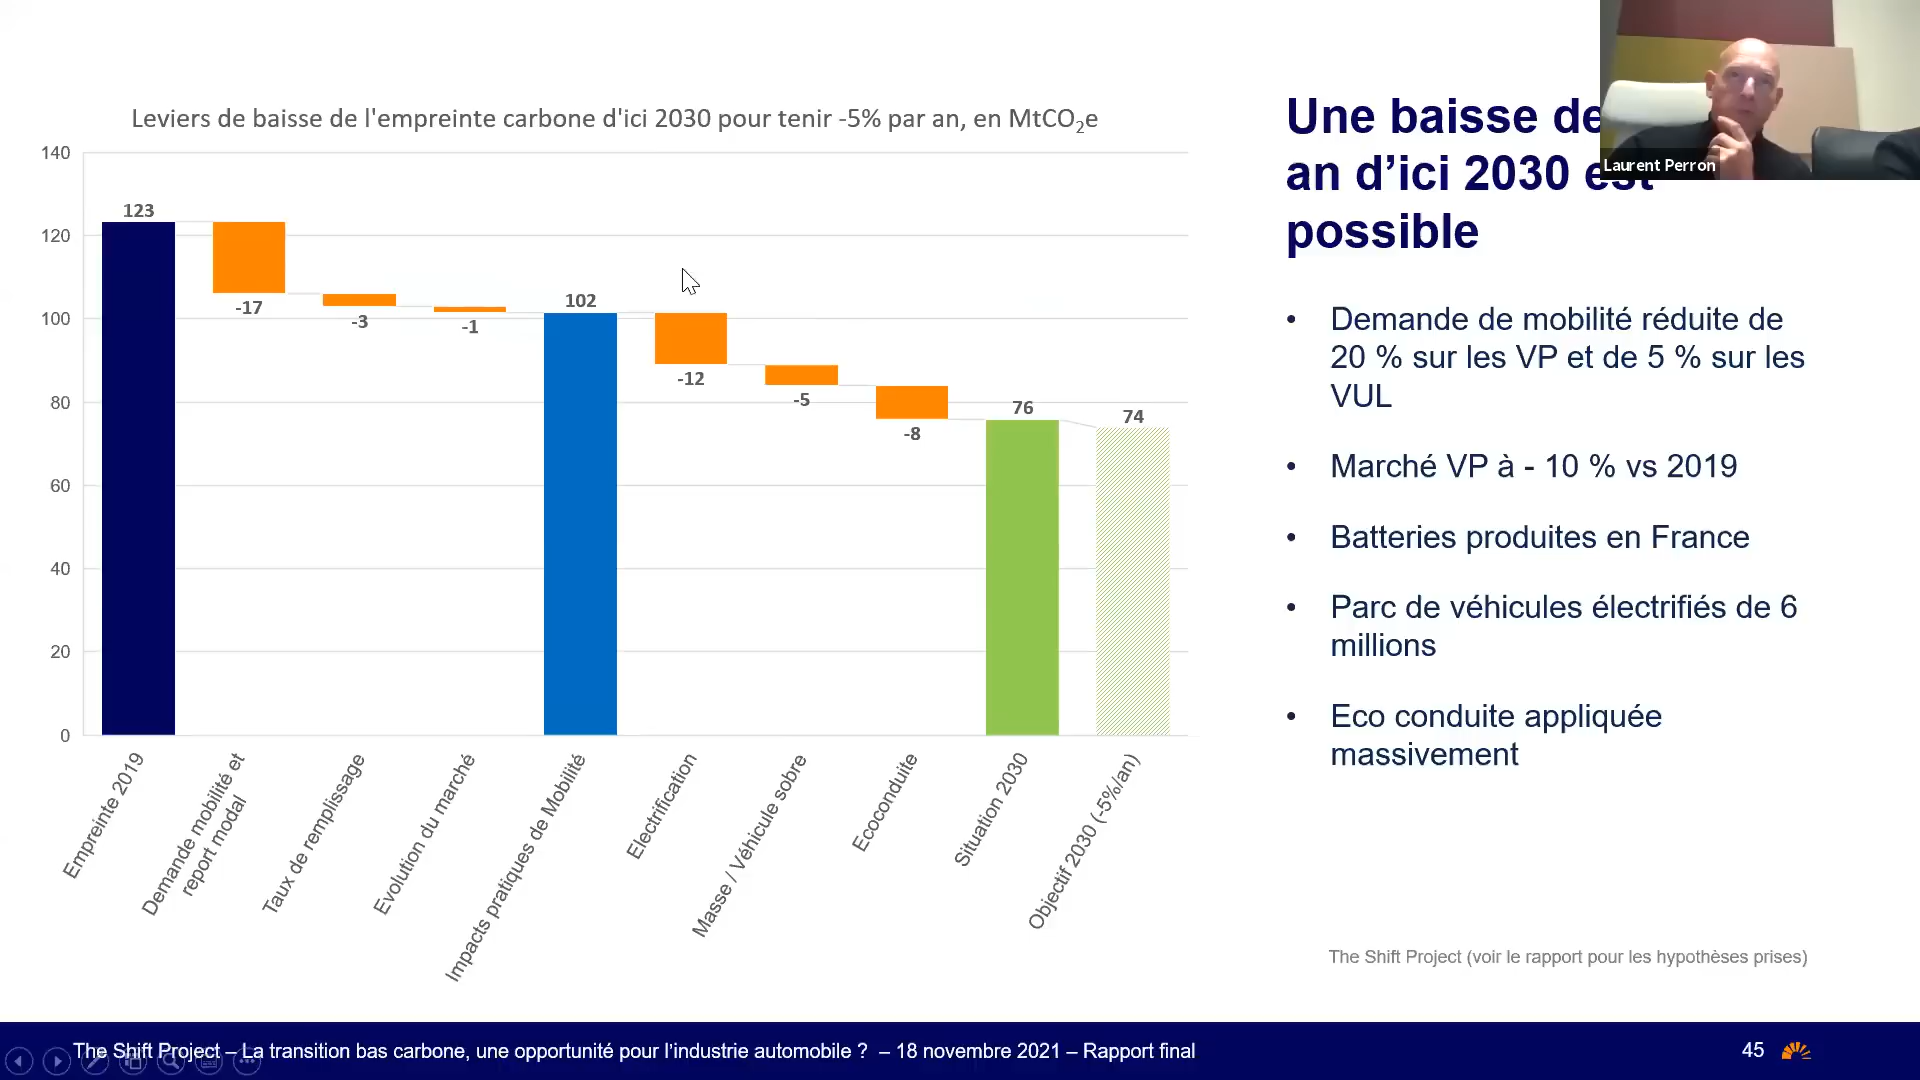 Leviers de baisse de l'empreinte carbone d'ici 2030 pour tenir -5% par an, en MtCO₂e
140
120
100
80
60
40
20
0
123
-17
-3
-1
102
-12
-5
-8
76
74
Empreinte 2019
Demande mobilité et
report modal
Taux de remplissage
Evolution du marché
Impacts pratiques de Mobilité
Electrification
Masse / Véhicule sobre
Ecoconduite
Situation 2030
Objectif 2030 (-5%/an)
Une baisse de
an d’ici 2030 est
possible
Laurent Perron
• Demande de mobilité réduite de
20 % sur les VP et de 5 % sur les
VUL
• Marché VP à - 10 % vs 2019
• Batteries produites en France
• Parc de véhicules électrifiés de 6
millions
• Eco conduite appliquée
massivement
The Shift Project (voir le rapport pour les hypothèses prises)
The Shift Project – La transition bas carbone, une opportunité pour l’industrie automobile ? – 18 novembre 2021 – Rapport final
45